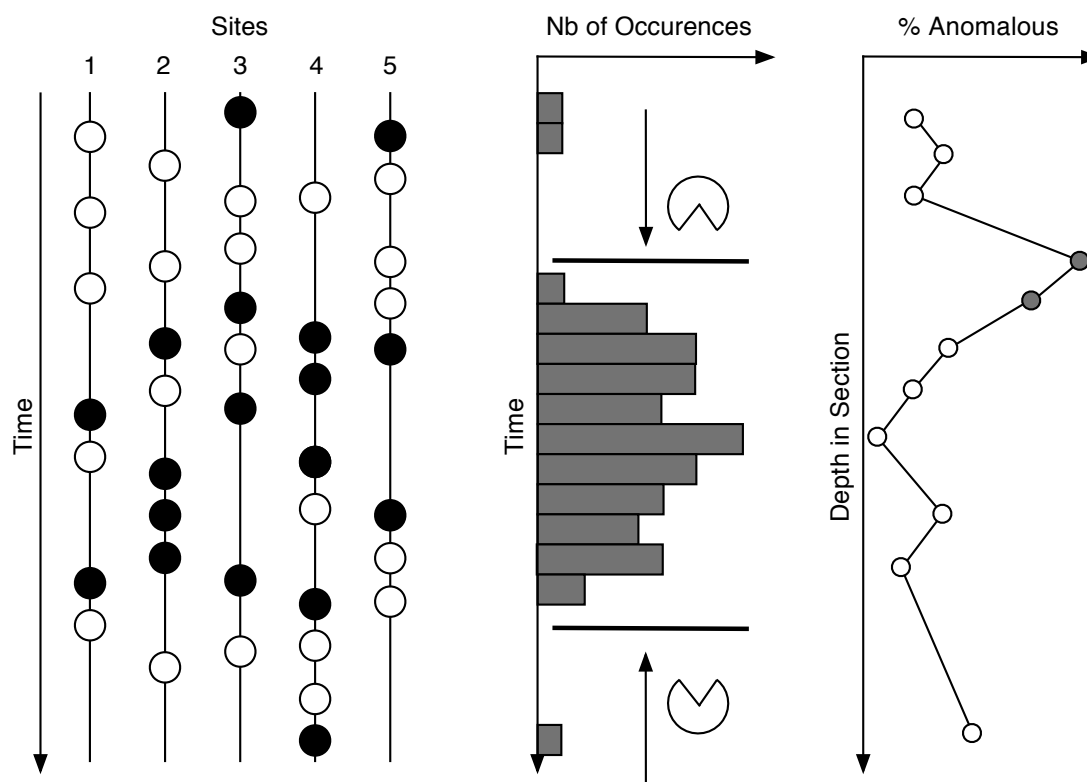 Sites
Nb of Occurences
% Anomalous
1
2
3
4
5
Time
Time
Depth in Section